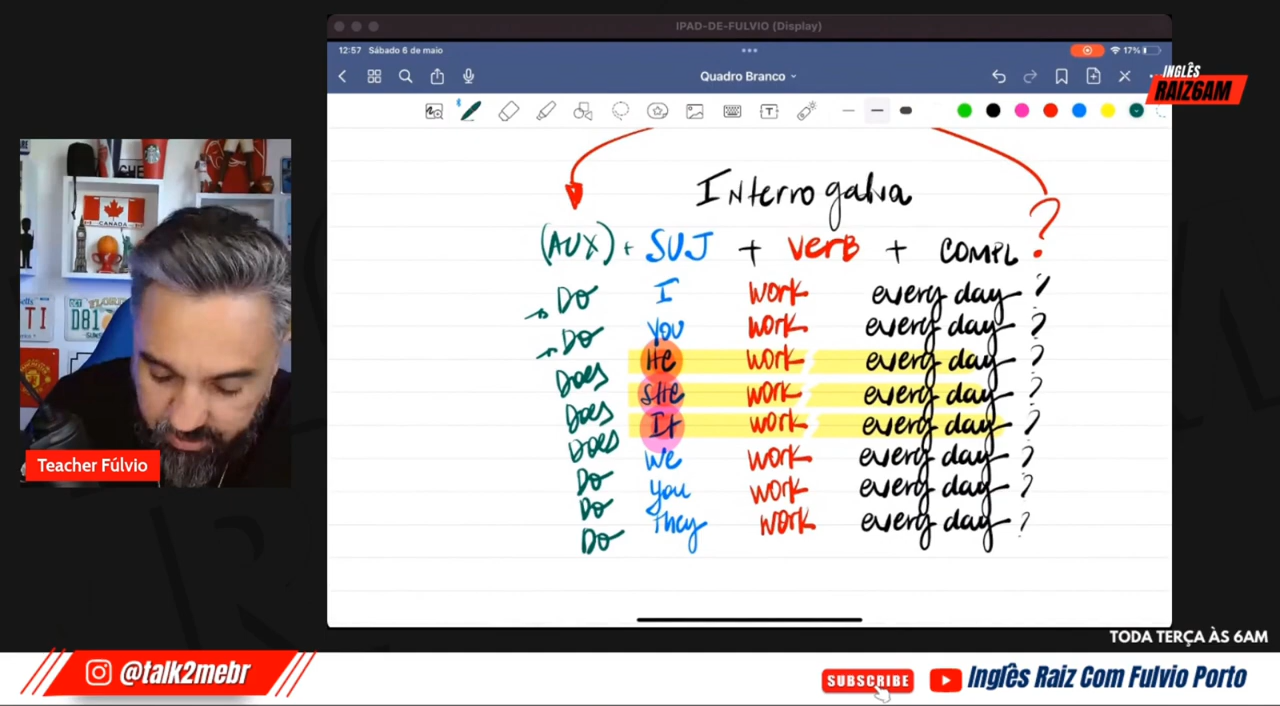 IPAD-DE-FULVIO (Display)
12:57 Sábado 6 de maio
17%
Quadro Branco
INGLÊS
RAIZ6AM
Interrogativa
?
(AUX) + SUJ + VERB + COMPL
DO I work every day ?
DO you work every day ?
Does He work every day ?
Does She work every day ?
Does It work every day ?
DO we work every day ?
DO you work every day ?
DO they work every day ?
CANADA
DB1
TI
Teacher Fúlvio
TODA TERÇA ÀS 6AM
@talk2mebr
SUBSCRIBE
Inglês Raiz Com Fulvio Porto